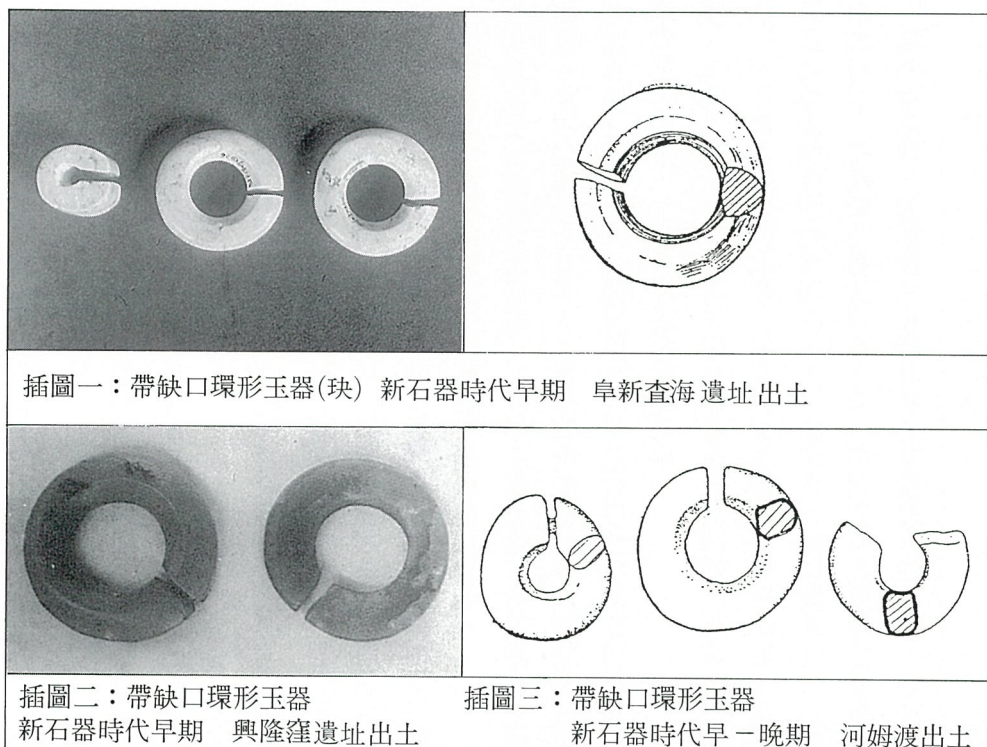 插圖一：帶缺口環形玉器(玦) 新石器時代早期　阜新查海遺址出土
插圖二：帶缺口環形玉器
新石器時代早期　興隆窪遺址出土
插圖三：帶缺口環形玉器
新石器時代早－晚期　河姆渡出土